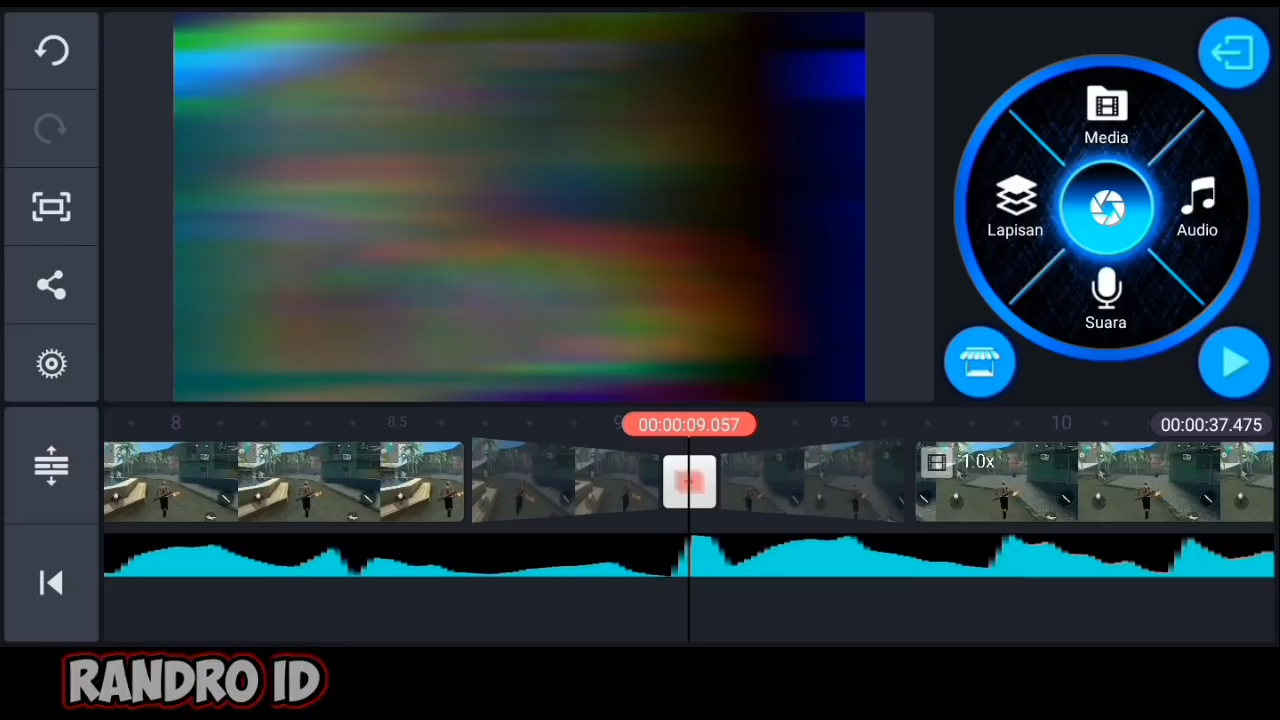 Media
Lapisan
Audio
Suara
8
8.5
9
00:00:09.057
9.5
10
00:00:37.475
1.0x
RANDRO ID